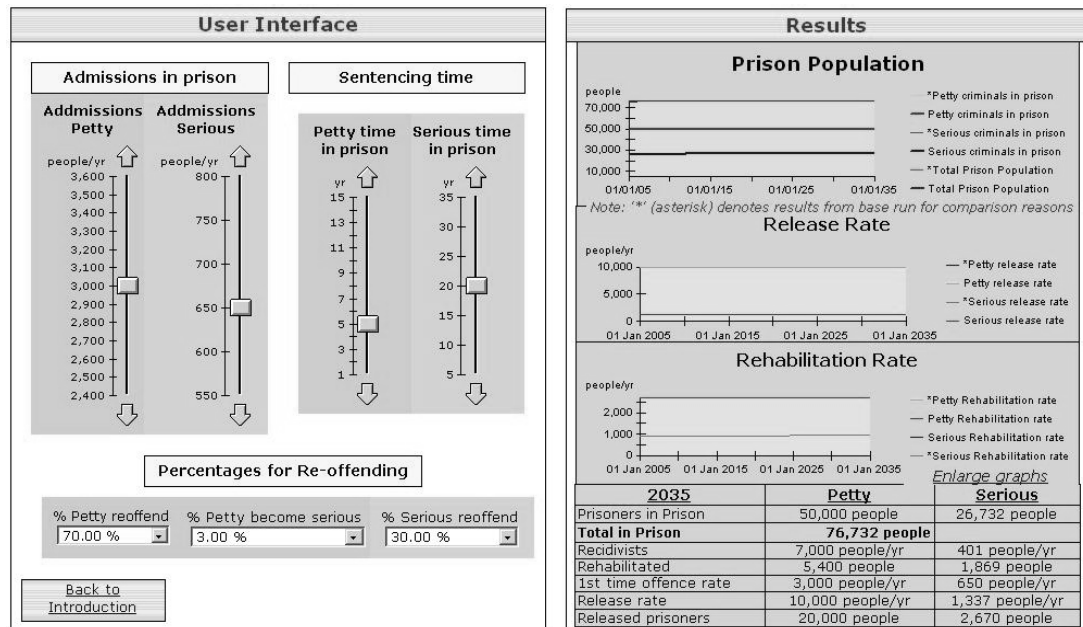 User Interface
Admissions in prison
Sentencing time
Addmissions Petty
Addmissions Serious
people/yr
3,600
3,500
3,400
3,300
3,200
3,100
3,000
2,900
2,800
2,700
2,600
2,500
2,400
people/yr
800
750
700
650
600
550
Petty time in prison
Serious time in prison
yr
15
13
11
9
7
5
3
1
yr
35
30
25
20
15
10
5
Percentages for Re-offending
% Petty reoffend
70.00 %
% Petty become serious
3.00 %
% Serious reoffend
30.00 %
Back to
Introduction
Results
Prison Population
people
70,000
50,000
30,000
10,000
01/01/05 01/01/15 01/01/25 01/01/35
*Petty criminals in prison
Petty criminals in prison
*Serious criminals in prison
Serious criminals in prison
*Total Prison Population
Total Prison Population
Note: '*' (asterisk) denotes results from base run for comparison reasons
Release Rate
people/yr
10,000
5,000
0
01 Jan 2005 01 Jan 2015 01 Jan 2025 01 Jan 2035
*Petty release rate
Petty release rate
*Serious release rate
Serious release rate
Rehabilitation Rate
people/yr
2,000
1,000
0
01 Jan 2005 01 Jan 2015 01 Jan 2025 01 Jan 2035
*Petty Rehabilitation rate
Petty Rehabilitation rate
Serious Rehabilitation rate
*Serious Rehabilitation rate
Enlarge graphs
2035 Petty Serious
Prisoners in Prison 50,000 people 26,732 people
Total in Prison 76,732 people
Recidivists 7,000 people/yr 401 people/yr
Rehabilitated 5,400 people 1,869 people
1st time offence rate 3,000 people/yr 650 people/yr
Release rate 10,000 people/yr 1,337 people/yr
Released prisoners 20,000 people 2,670 people